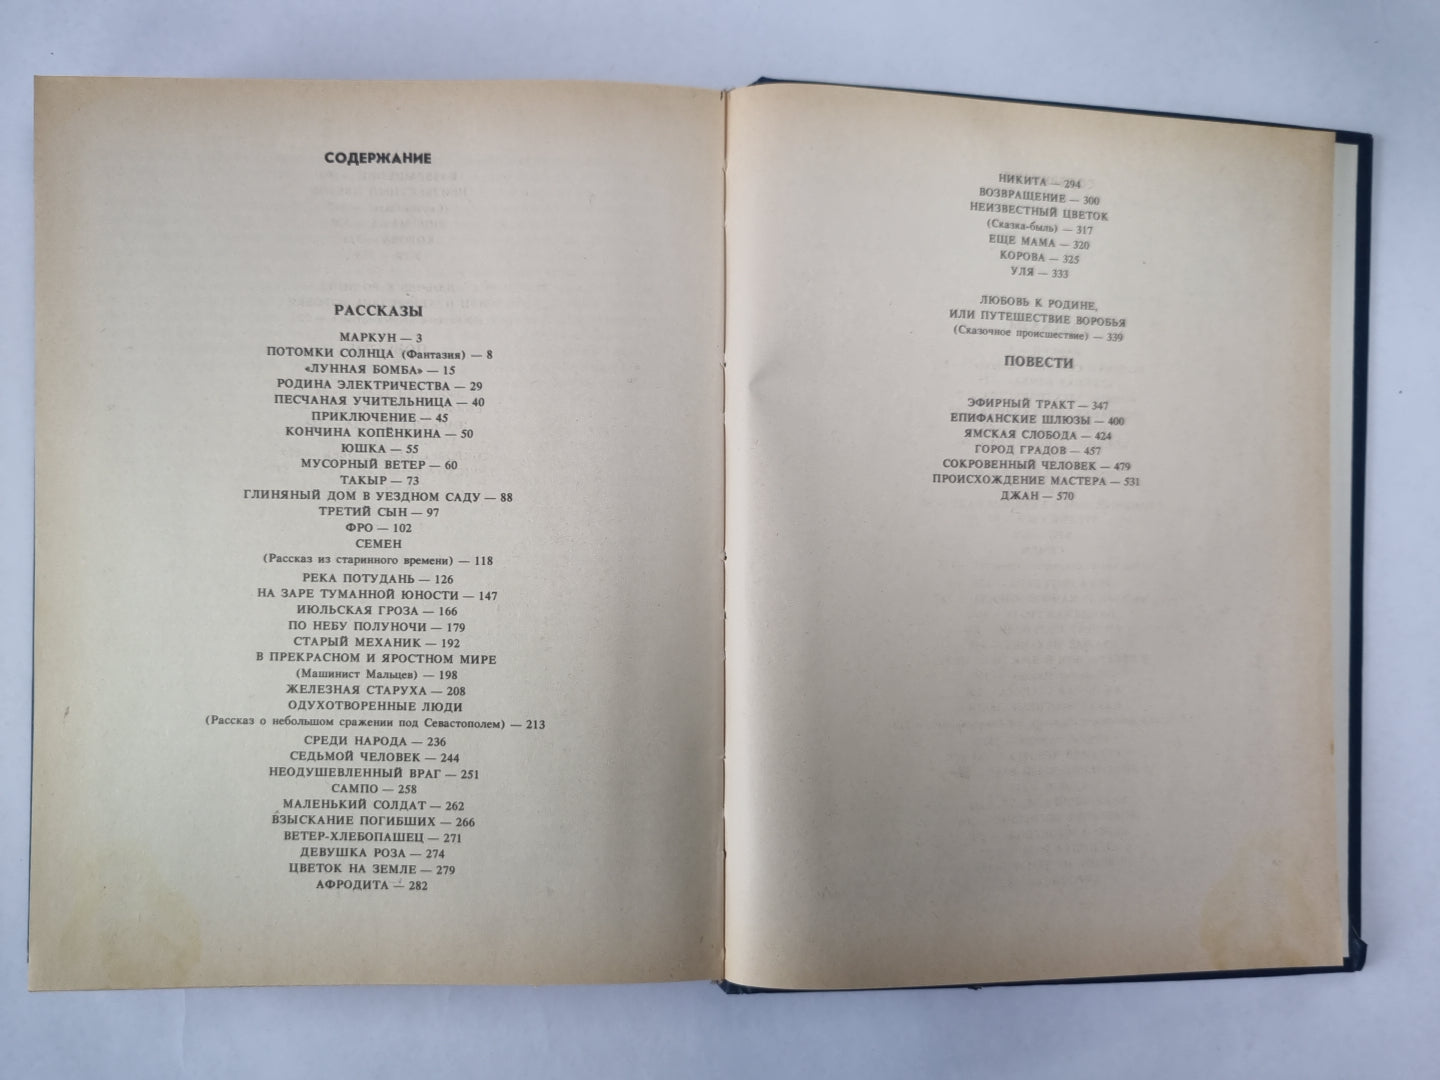 СОДЕРЖАНИЕ
РАССКАЗЫ
МАРКУН — 3
ПОТОМКИ СОЛНЦА (Фантазия) — 8
«ЛУННАЯ БОМБА» — 15
РОДИНА ЭЛЕКТРИЧЕСТВА — 29
ПЕСЧАНАЯ УЧИТЕЛЬНИЦА — 40
ПРИКЛЮЧЕНИЕ — 45
КОНЧИНА КОПЁНКИНА — 50
ЮШКА — 55
МУСОРНЫЙ ВЕТЕР — 60
ТАКЫР — 73
ГЛИНЯНЫЙ ДОМ В УЕЗДНОМ САДУ — 88
ТРЕТИЙ СЫН — 97
ФРО — 102
СЕМЕН
(Рассказ из старинного времени) — 118
РЕКА ПОТУДАНЬ — 126
НА ЗАРЕ ТУМАННОЙ ЮНОСТИ — 147
ИЮЛЬСКАЯ ГРОЗА — 166
ПО НЕБУ ПОЛУНОЧИ — 179
СТАРЫЙ МЕХАНИК — 192
В ПРЕКРАСНОМ И ЯРОСТНОМ МИРЕ
(Машинист Мальцев) — 198
ЖЕЛЕЗНАЯ СТАРУХА — 208
ОДУХОТВОРЕННЫЕ ЛЮДИ
(Рассказ о небольшом сражении под Севастополем) — 213
СРЕДИ НАРОДА — 236
СЕДЬМОЙ ЧЕЛОВЕК — 244
НЕОДУШЕВЛЕННЫЙ ВРАГ — 251
САМПО — 258
МАЛЕНЬКИЙ СОЛДАТ — 262
ВЗЫСКАНИЕ ПОГИБШИХ — 266
ВЕТЕР-ХЛЕБОПАШЕЦ — 271
ДЕВУШКА РОЗА — 274
ЦВЕТОК НА ЗЕМЛЕ — 279
АФРОДИТА — 282
НИКИТА — 294
ВОЗВРАЩЕНИЕ — 300
НЕИЗВЕСТНЫЙ ЦВЕТОК
(Сказка-быль) — 317
ЕЩЕ МАМА — 320
КОРОВА — 325
УЛЯ — 333
ЛЮБОВЬ К РОДИНЕ,
ИЛИ ПУТЕШЕСТВИЕ ВОРОБЬЯ
(Сказочное происшествие) — 339
ПОВЕСТИ
ЭФИРНЫЙ ТРАКТ — 347
ЕПИФАНСКИЕ ШЛЮЗЫ — 400
ЯМСКАЯ СЛОБОДА — 424
ГОРОД ГРАДОВ — 457
СОКРОВЕННЫЙ ЧЕЛОВЕК — 479
ПРОИСХОЖДЕНИЕ МАСТЕРА — 531
ДЖАН — 570